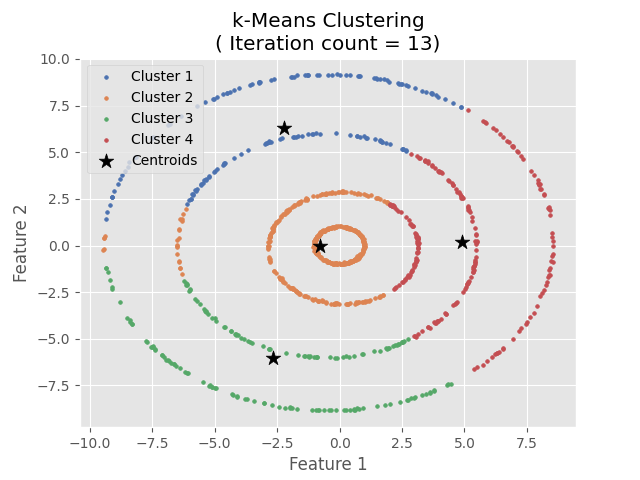 k-Means Clustering
( Iteration count = 13)
10.0
7.5
5.0
2.5
0.0
−2.5
−5.0
−7.5
Feature 2
Cluster 1
Cluster 2
Cluster 3
Cluster 4
Centroids
−10.0 −7.5 −5.0 −2.5 0.0 2.5 5.0 7.5
Feature 1